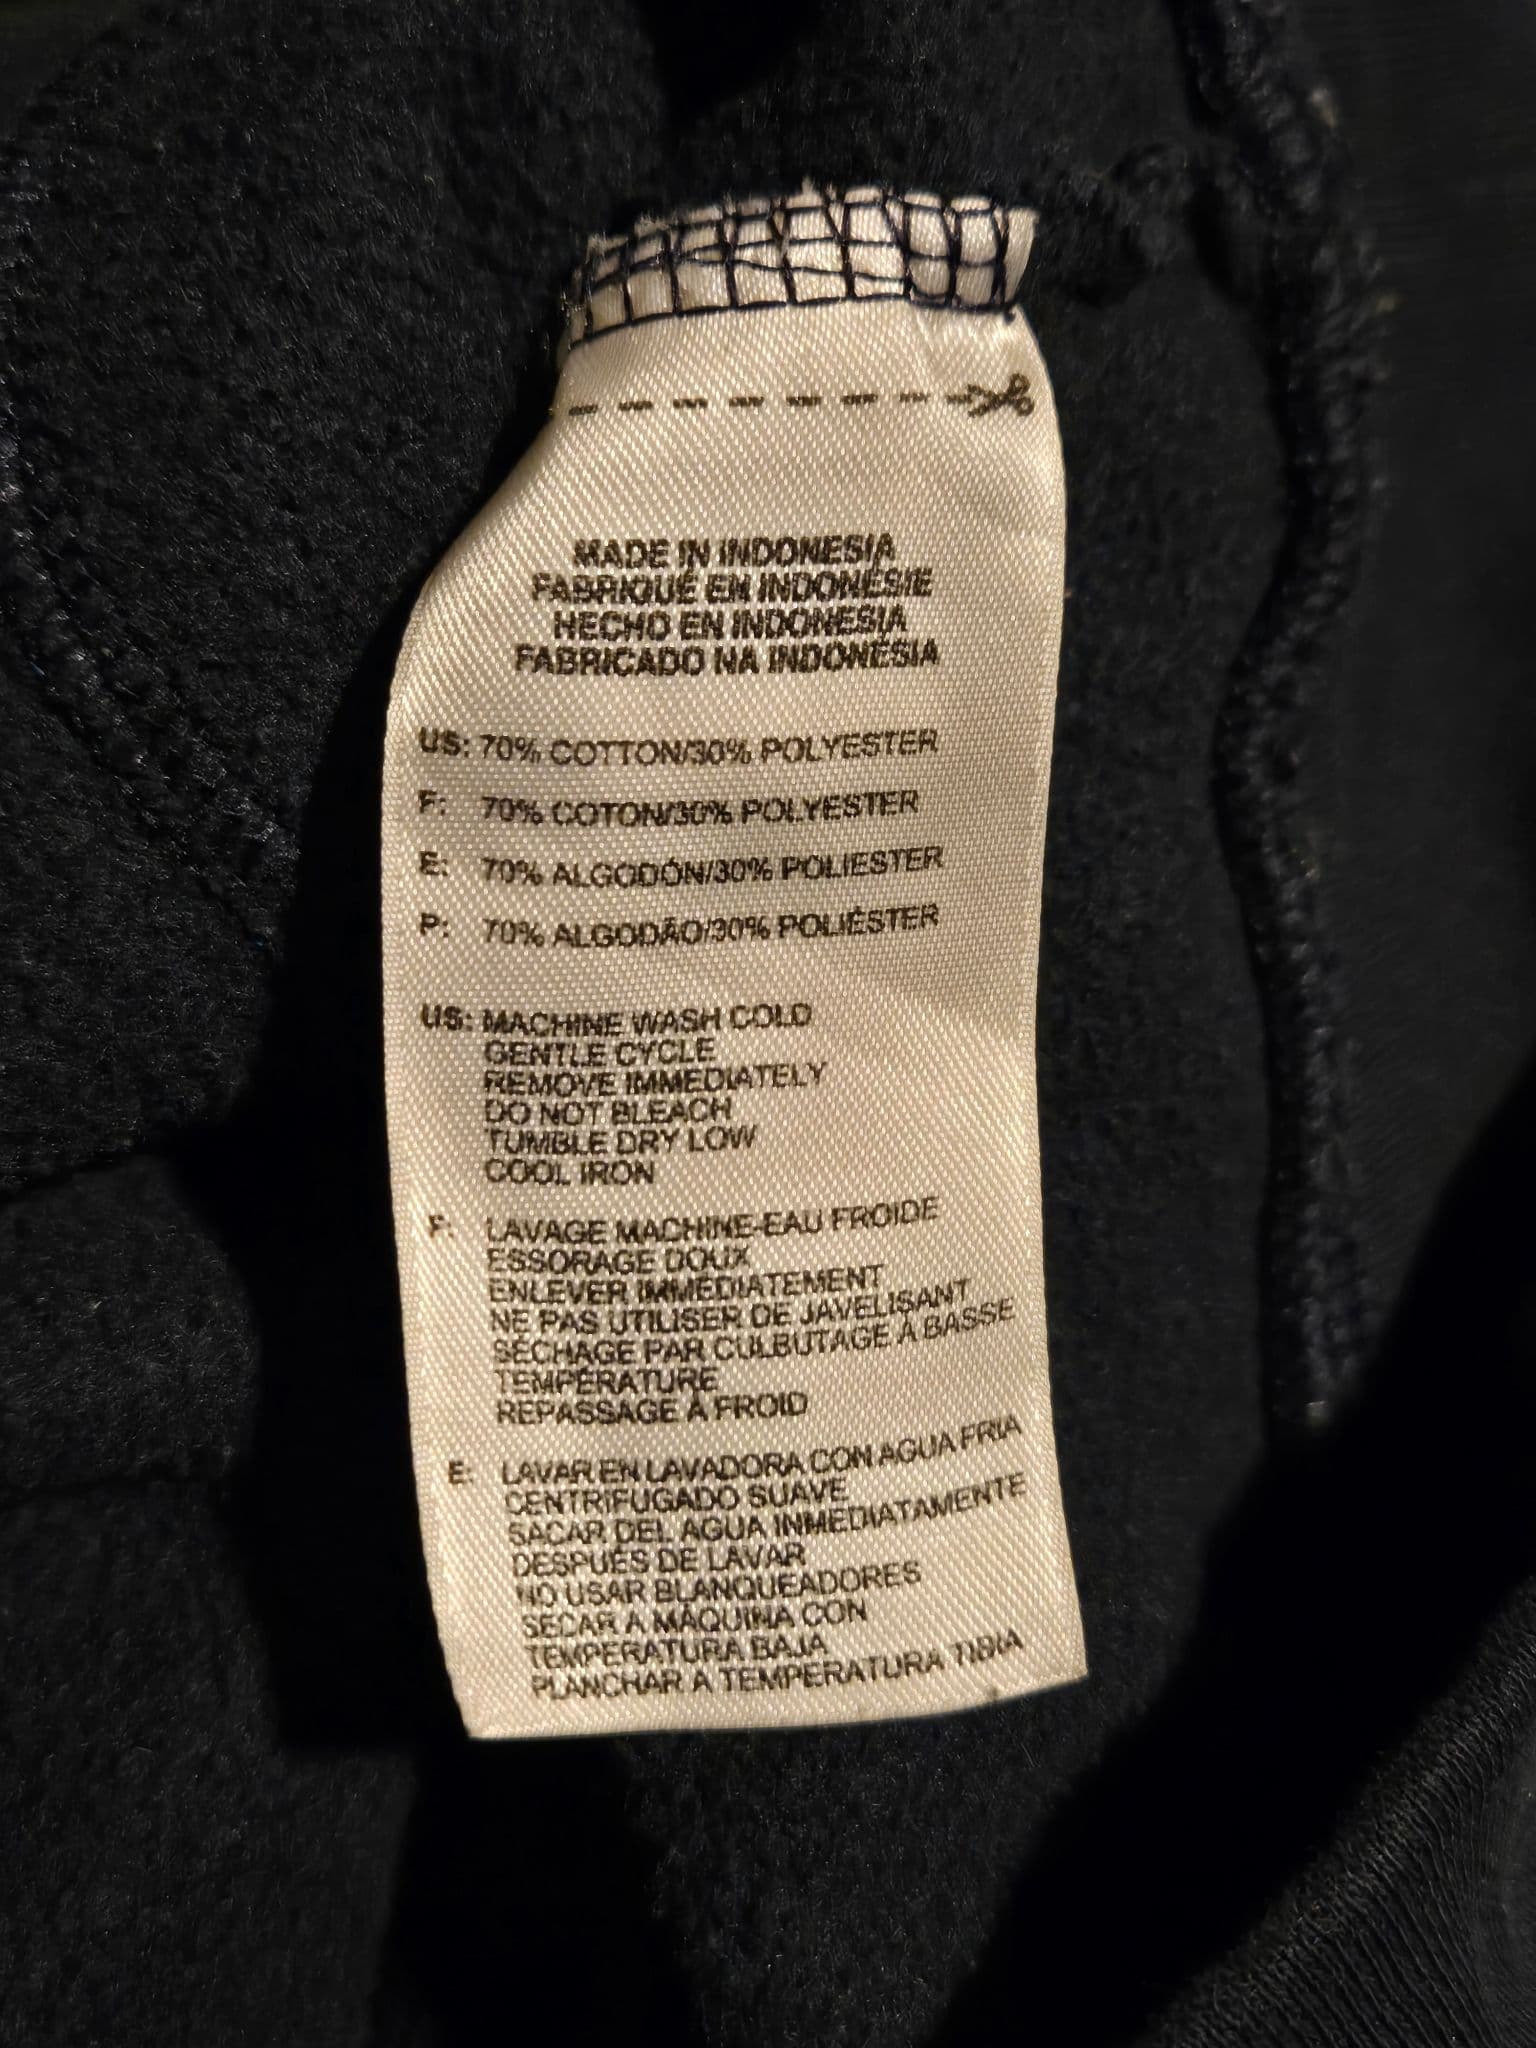 MADE IN INDONESIA
FABRIQUÉ EN INDONÉSIE
HECHO EN INDONESIA
FABRICADO NA INDONÉSIA
US: 70% COTTON/30% POLYESTER
F: 70% COTON/30% POLYESTER
E: 70% ALGODÓN/30% POLIESTER
P: 70% ALGODÃO/30% POLIÉSTER
US: MACHINE WASH COLD
GENTLE CYCLE
REMOVE IMMEDIATELY
DO NOT BLEACH
TUMBLE DRY LOW
COOL IRON
F: LAVAGE MACHINE-EAU FROIDE
ESSORAGE DOUX
ENLEVER IMMÉDIATEMENT
NE PAS UTILISER DE JAVELISANT
SÉCHAGE PAR CULBUTAGE À BASSE
TEMPÉRATURE
REPASSAGE À FROID
E: LAVAR EN LAVADORA CON AGUA FRIA
CENTRIFUGADO SUAVE
SACAR DEL AGUA INMEDIATAMENTE
DESPUÉS DE LAVAR
NO USAR BLANQUEADORES
SECAR A MÁQUINA CON
TEMPERATURA BAJA
PLANCHAR A TEMPERATURA TIBIA